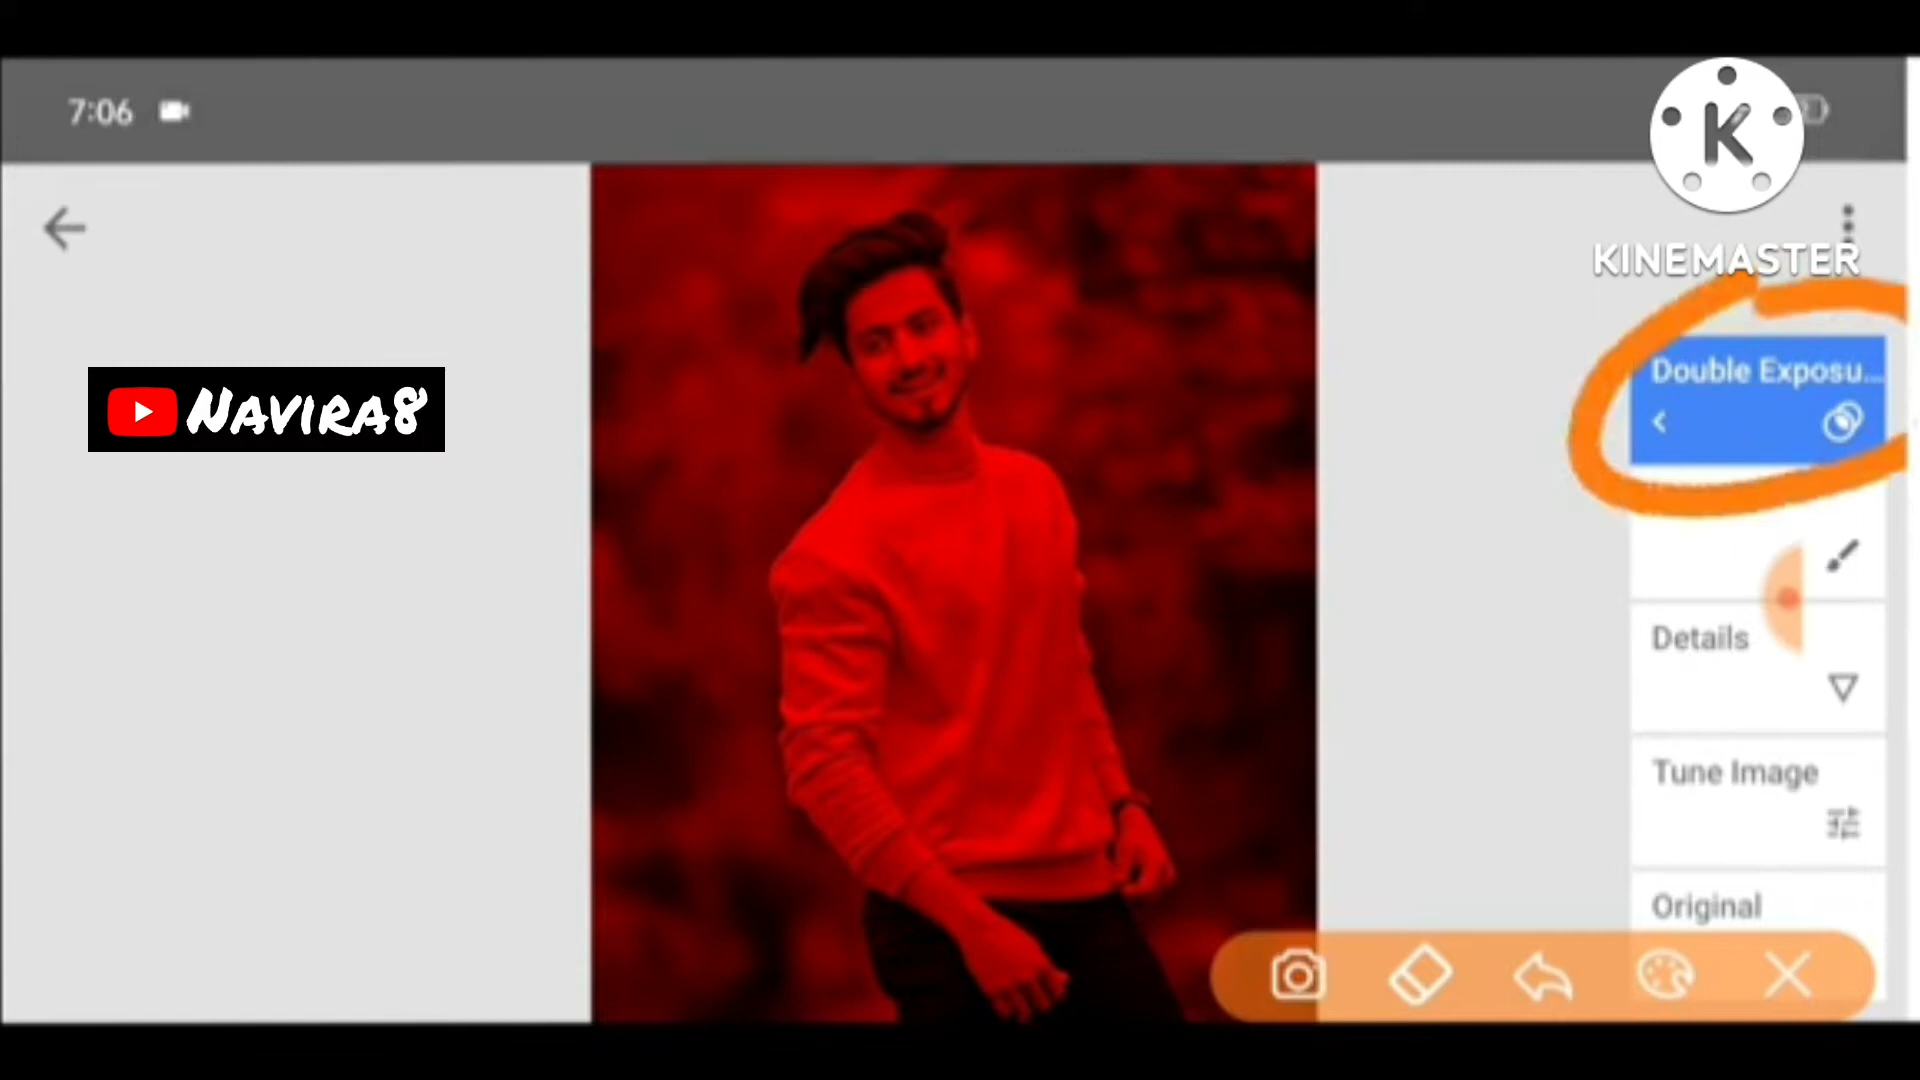 7:06
KINEMASTER
Navira8
Double Exposu...
Details
Tune Image
Original